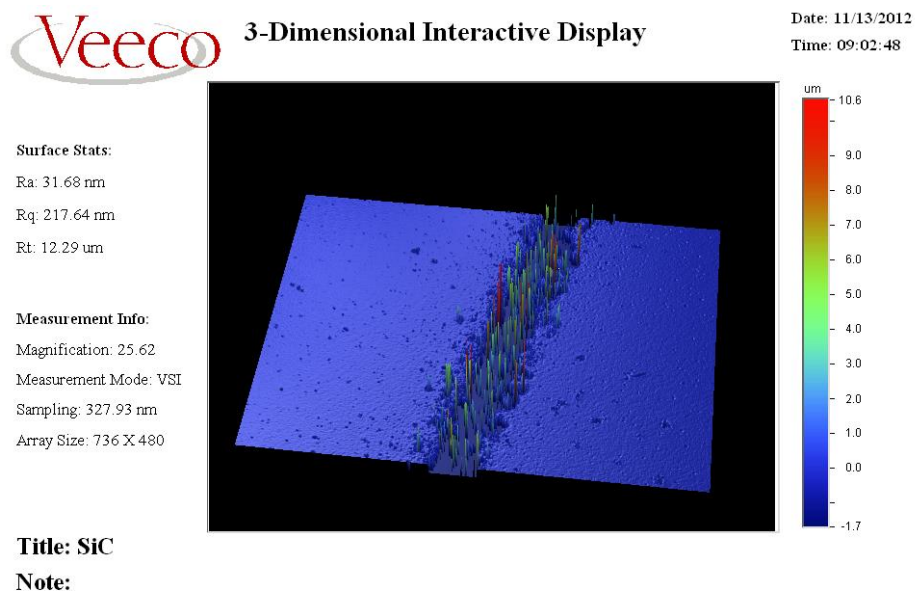 Veeco
3-Dimensional Interactive Display
Date: 11/13/2012
Time: 09:02:48
Surface Stats:
Ra: 31.68 nm
Rq: 217.64 nm
Rt: 12.29 um
Measurement Info:
Magnification: 25.62
Measurement Mode: VSI
Sampling: 327.93 nm
Array Size: 736 X 480
um
10.6
9.0
8.0
7.0
6.0
5.0
4.0
3.0
2.0
1.0
0.0
-1.7
Title: SiC
Note: